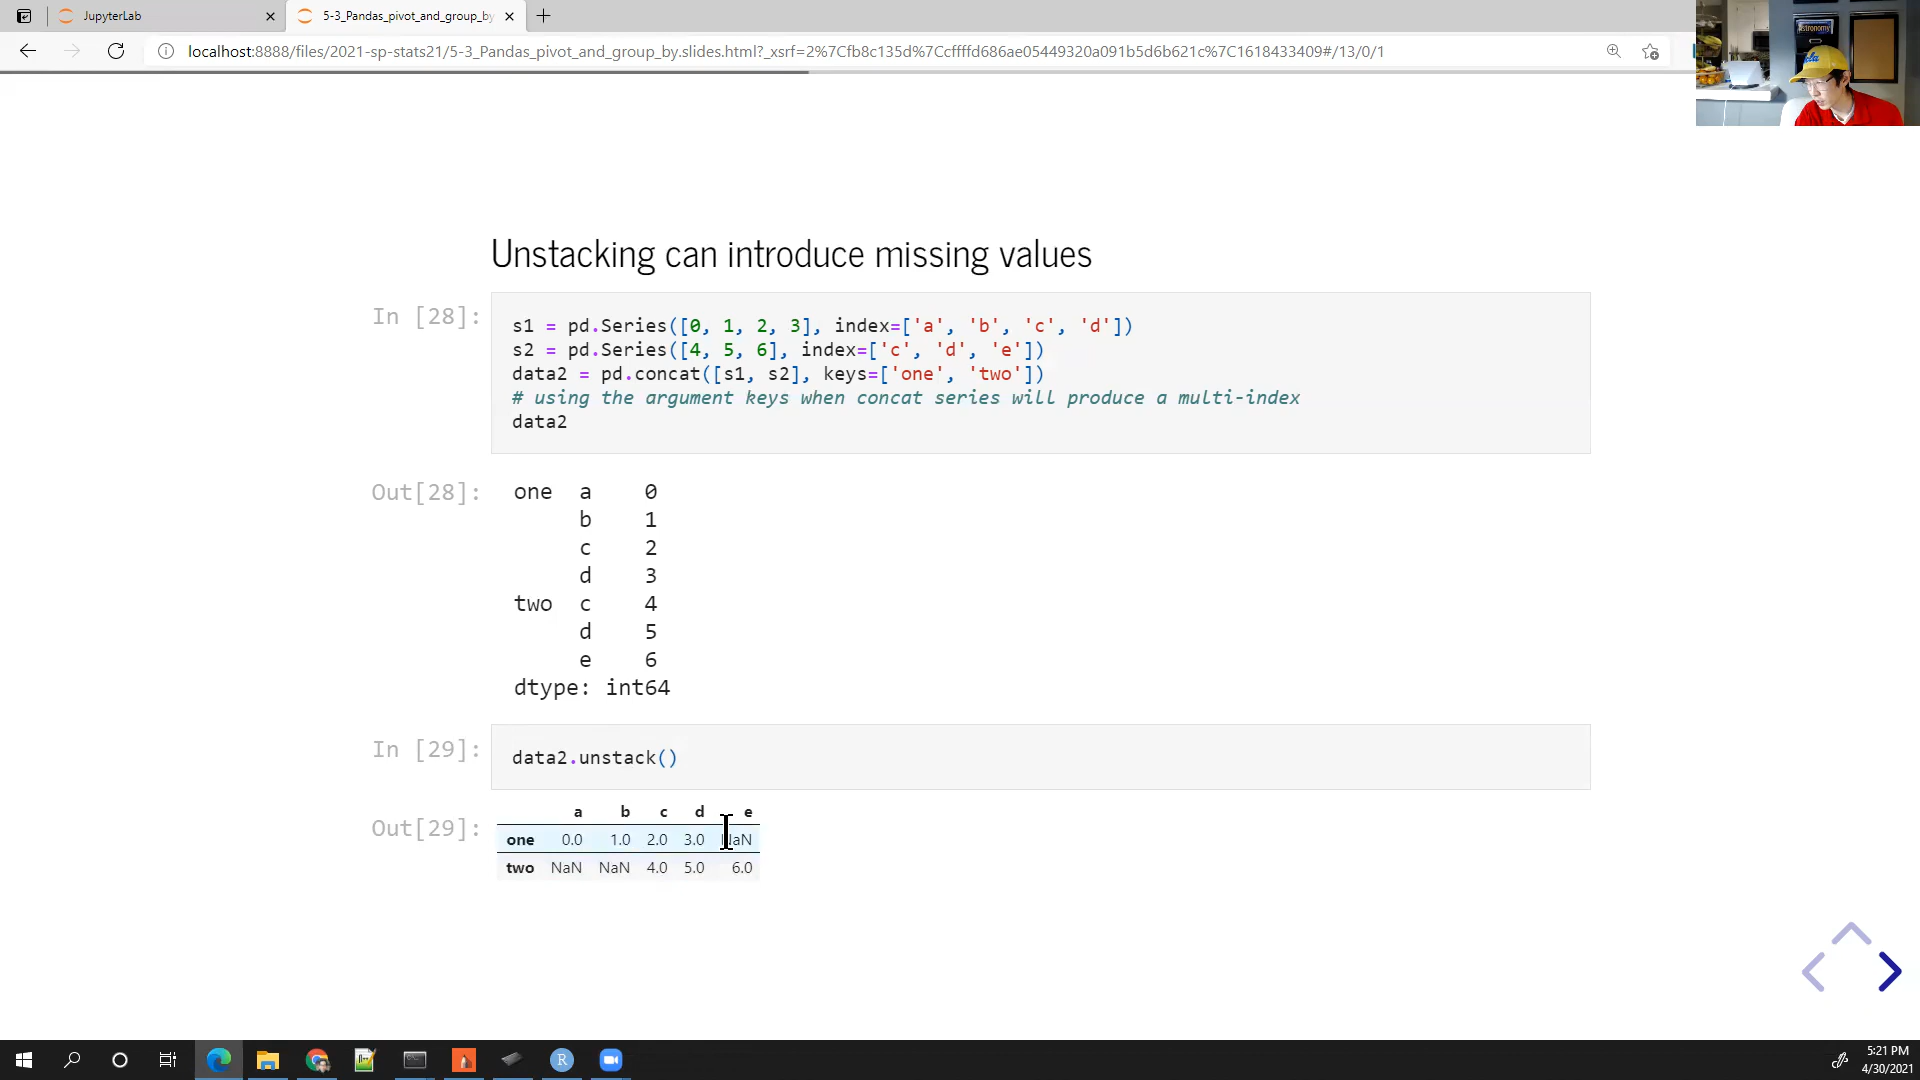 JupyterLab
5-3_Pandas_pivot_and_group_by
localhost:8888/files/2021-sp-stats21/5-3_Pandas_pivot_and_group_by.slides.html?_xsrf=2%7Cfb8c135d%7Ccffffd686ae05449320a091b5d6b621c%7C1618433409#/13/0/1
Unstacking can introduce missing values
In [28]:
s1 = pd.Series([0, 1, 2, 3], index=['a', 'b', 'c', 'd'])
s2 = pd.Series([4, 5, 6], index=['c', 'd', 'e'])
data2 = pd.concat([s1, s2], keys=['one', 'two'])
# using the argument keys when concat series will produce a multi-index
data2
Out[28]:
one a 0
b 1
c 2
d 3
two c 4
d 5
e 6
dtype: int64
In [29]:
data2.unstack()
Out[29]:
a b c d e
one 0.0 1.0 2.0 3.0 NaN
two NaN NaN 4.0 5.0 6.0
5:21 PM
4/30/2021